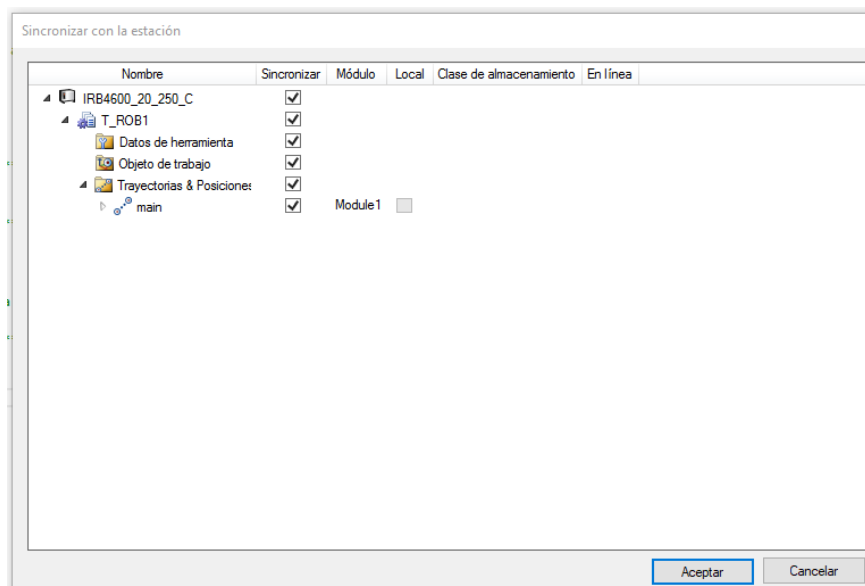 Sincronizar con la estación
Nombre Sincronizar Módulo Local Clase de almacenamiento En línea
IRB4600_20_250_C
T_ROB1
Datos de herramienta
Objeto de trabajo
Trayectorias & Posiciones
main Module1
Aceptar Cancelar